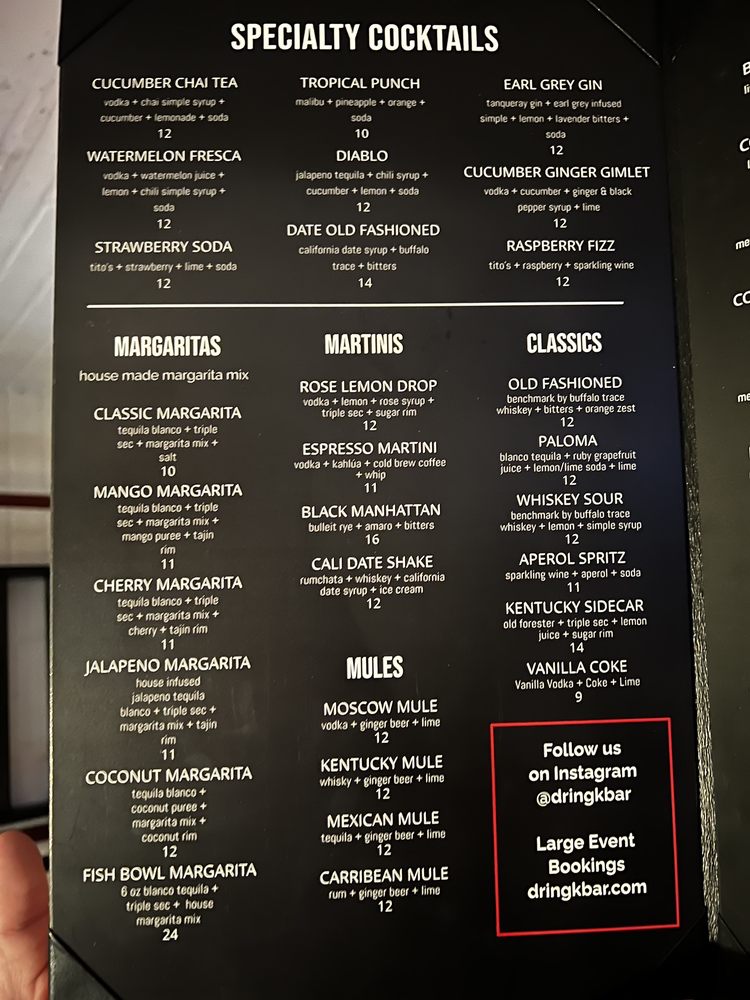 SPECIALTY COCKTAILS
CUCUMBER CHAI TEA
vodka + chai simple syrup +
cucumber + lemonade + soda
12
WATERMELON FRESCA
vodka + watermelon juice +
lemon + chili simple syrup +
soda
12
STRAWBERRY SODA
tito's + strawberry + lime + soda
12
TROPICAL PUNCH
malibu + pineapple + orange +
soda
10
DIABLO
jalapeno tequila + chili syrup +
cucumber + lemon + soda
12
DATE OLD FASHIONED
california date syrup + buffalo
trace + bitters
14
EARL GREY GIN
tanqueray gin + earl grey infused
simple + lemon + lavender bitters +
soda
12
CUCUMBER GINGER GIMLET
vodka + cucumber + ginger & black
pepper syrup + lime
12
RASPBERRY FIZZ
tito's + raspberry + sparkling wine
12
MARGARITAS
house made margarita mix
CLASSIC MARGARITA
tequila blanco + triple
sec + margarita mix +
salt
10
MANGO MARGARITA
tequila blanco + triple
sec + margarita mix +
mango puree + tajin
rim
11
CHERRY MARGARITA
tequila blanco + triple
sec + margarita mix +
cherry + tajin rim
11
JALAPENO MARGARITA
house infused
jalapeno tequila
blanco + triple sec +
margarita mix + tajin
rim
11
COCONUT MARGARITA
tequila blanco +
coconut puree +
margarita mix +
coconut rim
12
FISH BOWL MARGARITA
6 oz blanco tequila +
triple sec + house
margarita mix
24
MARTINIS
ROSE LEMON DROP
vodka + lemon + rose syrup +
triple sec + sugar rim
12
ESPRESSO MARTINI
vodka + kahlúa + cold brew coffee
+ whip
11
BLACK MANHATTAN
bulleit rye + amaro + bitters
16
CALI DATE SHAKE
rumchata + whiskey + california
date syrup + ice cream
12
MULES
MOSCOW MULE
vodka + ginger beer + lime
12
KENTUCKY MULE
whisky + ginger beer + lime
12
MEXICAN MULE
tequila + ginger beer + lime
12
CARRIBEAN MULE
rum + ginger beer + lime
12
CLASSICS
OLD FASHIONED
benchmark by buffalo trace
whiskey + bitters + orange zest
12
PALOMA
blanco tequila + ruby grapefruit
juice + lemon/lime soda + lime
12
WHISKEY SOUR
benchmark by buffalo trace
whiskey + lemon + simple syrup
12
APEROL SPRITZ
sparkling wine + aperol + soda
11
KENTUCKY SIDECAR
old forester + triple sec + lemon
juice + sugar rim
14
VANILLA COKE
Vanilla Vodka + Coke + Lime
9
Follow us
on Instagram
@dringkbar
Large Event
Bookings
dringkbar.com